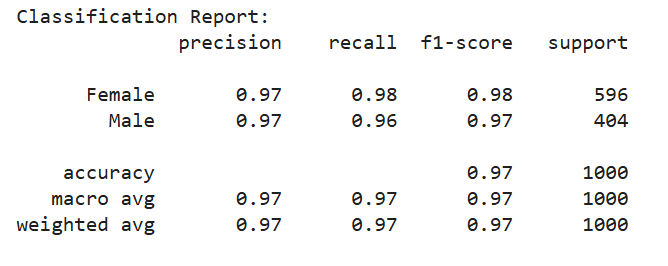 Classification Report:
precision recall f1-score support
Female 0.97 0.98 0.98 596
Male 0.97 0.96 0.97 404
accuracy 0.97 1000
macro avg 0.97 0.97 0.97 1000
weighted avg 0.97 0.97 0.97 1000